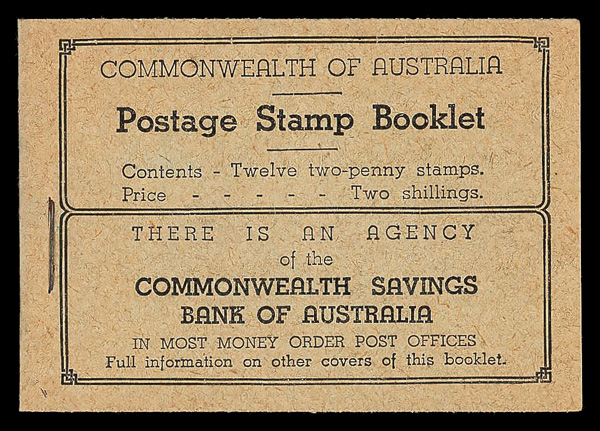 COMMONWEALTH OF AUSTRALIA
Postage Stamp Booklet
Contents - Twelve two-penny stamps.
Price - - - - - Two shillings.
THERE IS AN AGENCY
of the
COMMONWEALTH SAVINGS
BANK OF AUSTRALIA
IN MOST MONEY ORDER POST OFFICES
Full information on other covers of this booklet.